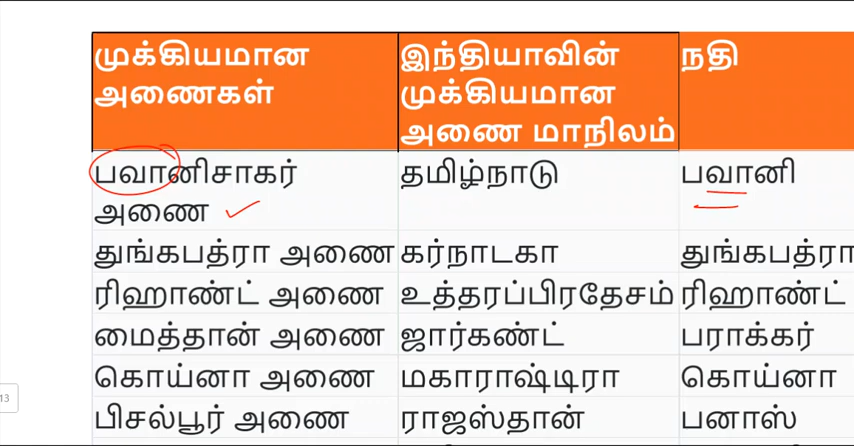 முக்கியமான அணைகள் இந்தியாவின் முக்கியமான அணை மாநிலம் நதி
பவானிசாகர் அணை தமிழ்நாடு பவானி
துங்கபத்ரா அணை கர்நாடகா துங்கபத்ரா
ரிஹாண்ட் அணை உத்தரப்பிரதேசம் ரிஹாண்ட்
மைத்தான் அணை ஜார்கண்ட் பராக்கர்
கொய்னா அணை மகாராஷ்டிரா கொய்னா
பிசல்பூர் அணை ராஜஸ்தான் பனாஸ்
13